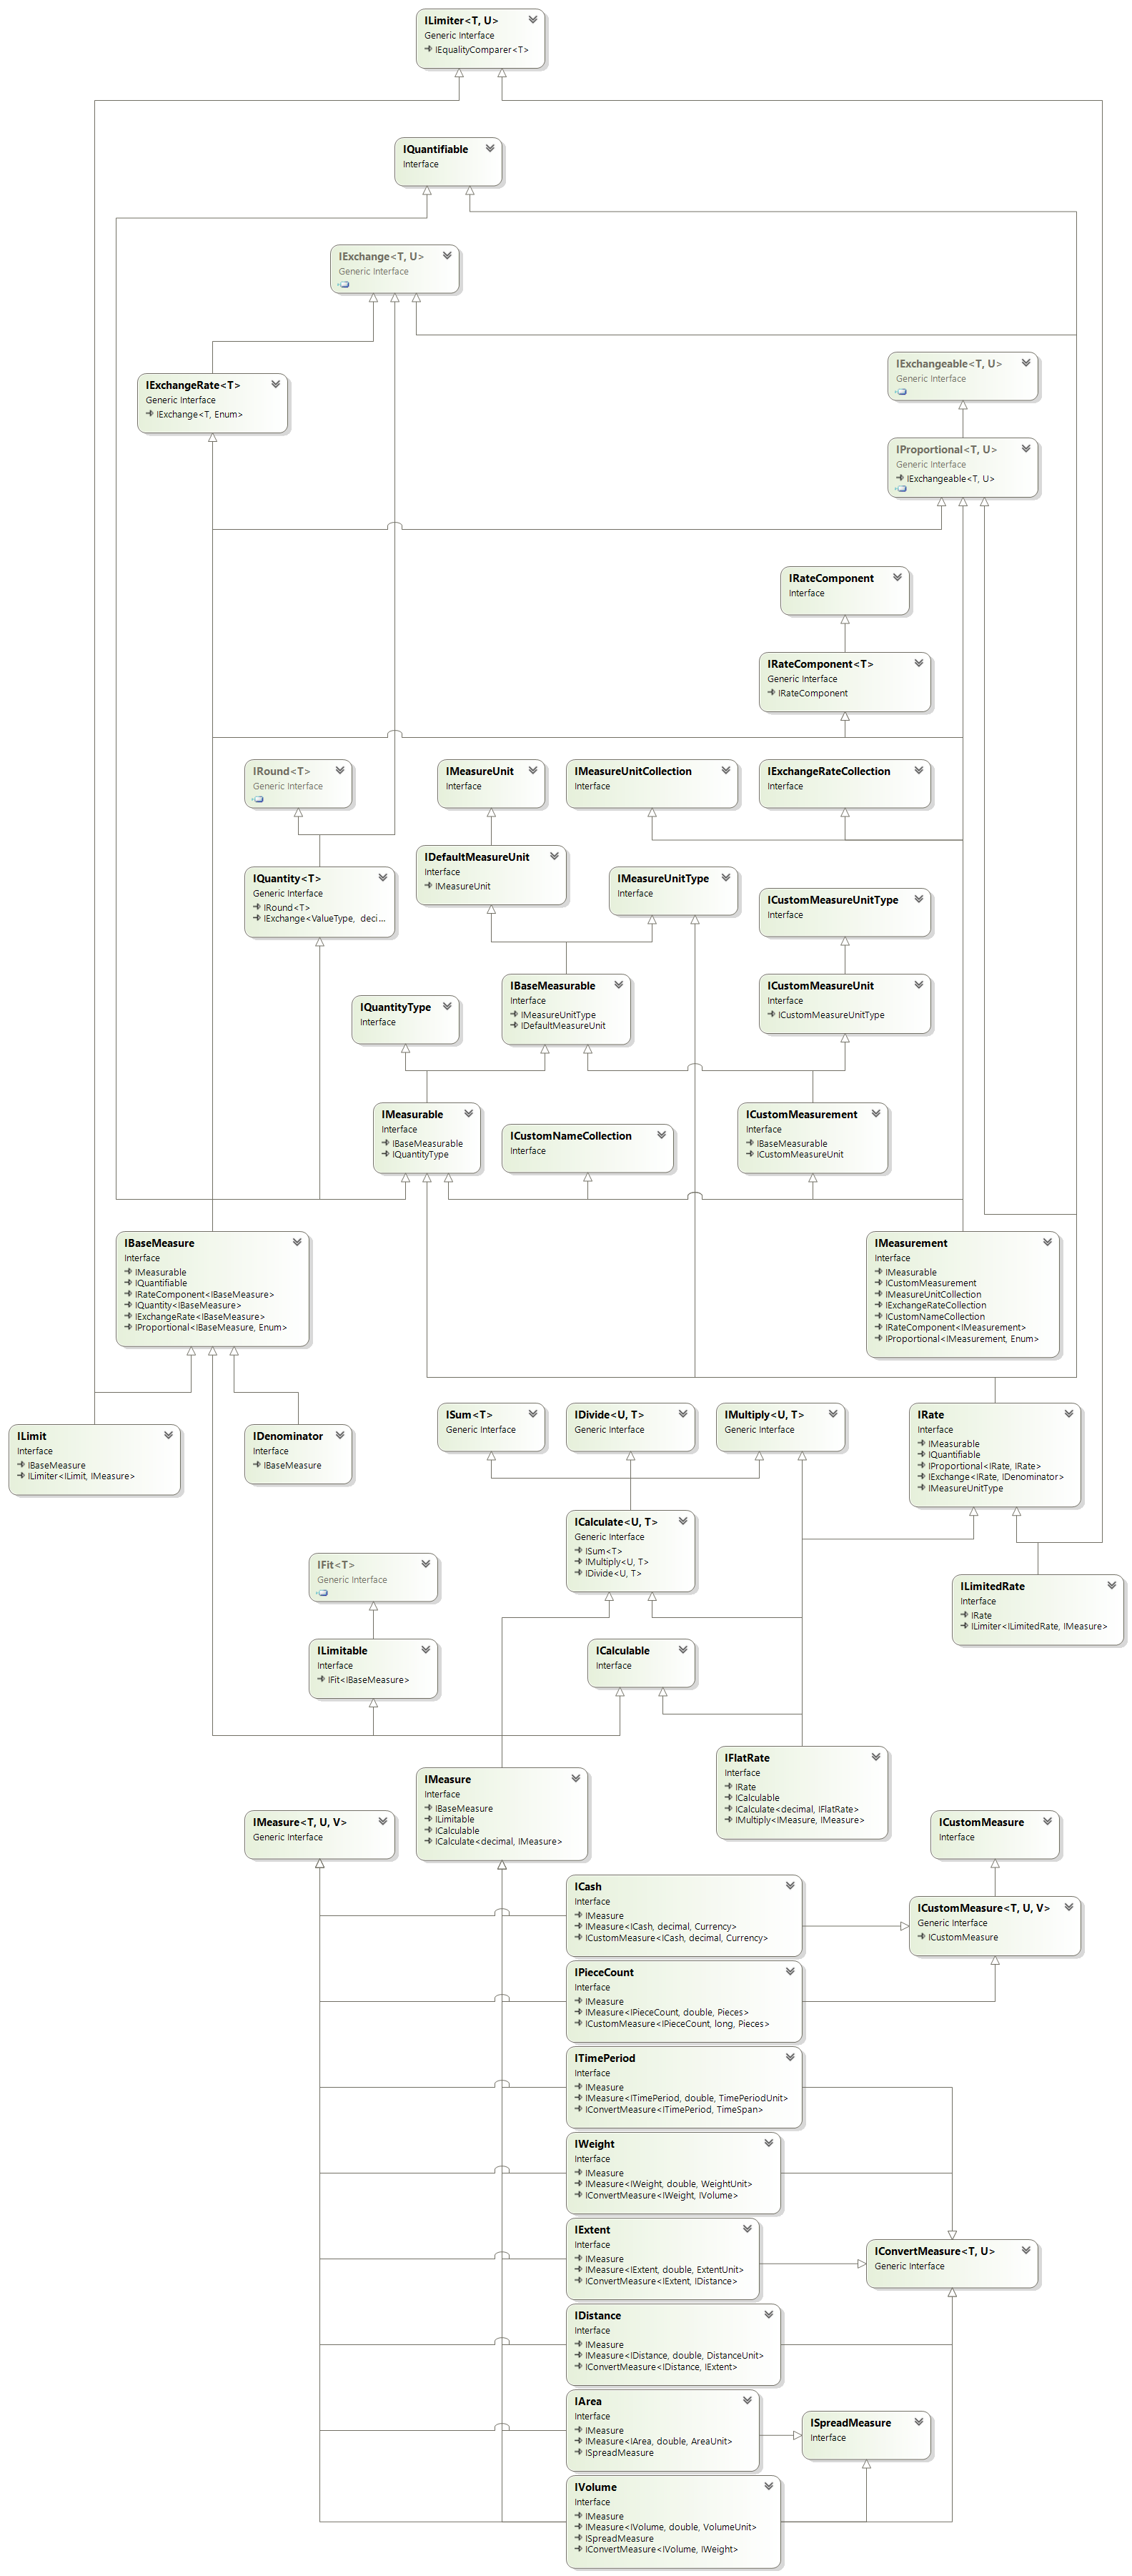 ILimiter<T, U>
Generic Interface
IEqualityComparer<T>
IQuantifiable
Interface
IExchange<T, U>
Generic Interface
IExchangeRate<T>
Generic Interface
IExchange<T, Enum>
IExchangeable<T, U>
Generic Interface
IProportional<T, U>
Generic Interface
IExchangeable<T, U>
IRateComponent
Interface
IRateComponent<T>
Generic Interface
IRateComponent
IRound<T>
Generic Interface
IMeasureUnit
Interface
IMeasureUnitCollection
Interface
IExchangeRateCollection
Interface
IDefaultMeasureUnit
Interface
IMeasureUnit
IQuantity<T>
Generic Interface
IRound<T>
IExchange<ValueType, deci...
IMeasureUnitType
Interface
ICustomMeasureUnitType
Interface
IBaseMeasurable
Interface
IMeasureUnitType
IDefaultMeasureUnit
ICustomMeasureUnit
Interface
ICustomMeasureUnitType
IQuantityType
Interface
IMeasurable
Interface
IBaseMeasurable
IQuantityType
ICustomNameCollection
Interface
ICustomMeasurement
Interface
IBaseMeasurable
ICustomMeasureUnit
IBaseMeasure
Interface
IMeasurable
IQuantifiable
IRateComponent<IBaseMeasure>
IQuantity<IBaseMeasure>
IExchangeRate<IBaseMeasure>
IProportional<IBaseMeasure, Enum>
IMeasurement
Interface
IMeasurable
ICustomMeasurement
IMeasureUnitCollection
IExchangeRateCollection
ICustomNameCollection
IRateComponent<IMeasurement>
IProportional<IMeasurement, Enum>
ILimit
Interface
IBaseMeasure
ILimiter<ILimit, IMeasure>
IDenominator
Interface
IBaseMeasure
ISum<T>
Generic Interface
IDivide<U, T>
Generic Interface
IMultiply<U, T>
Generic Interface
IRate
Interface
IMeasurable
IQuantifiable
IProportional<IRate, IRate>
IExchange<IRate, IDenominator>
IMeasureUnitType
ICalculate<U, T>
Generic Interface
ISum<T>
IMultiply<U, T>
IDivide<U, T>
IFit<T>
Generic Interface
ILimitedRate
Interface
IRate
ILimiter<ILimitedRate, IMeasure>
ILimitable
Interface
IFit<IBaseMeasure>
ICalculable
Interface
IFlatRate
Interface
IRate
ICalculable
ICalculate<decimal, IFlatRate>
IMultiply<IMeasure, IMeasure>
IMeasure
Interface
IBaseMeasure
ILimitable
ICalculable
ICalculate<decimal, IMeasure>
IMeasure<T, U, V>
Generic Interface
ICustomMeasure
Interface
ICash
Interface
IMeasure
IMeasure<ICash, decimal, Currency>
ICustomMeasure<ICash, decimal, Currency>
ICustomMeasure<T, U, V>
Generic Interface
ICustomMeasure
IPieceCount
Interface
IMeasure
IMeasure<IPieceCount, double, Pieces>
ICustomMeasure<IPieceCount, long, Pieces>
ITimePeriod
Interface
IMeasure
IMeasure<ITimePeriod, double, TimePeriodUnit>
IConvertMeasure<ITimePeriod, TimeSpan>
IWeight
Interface
IMeasure
IMeasure<IWeight, double, WeightUnit>
IConvertMeasure<IWeight, IVolume>
IExtent
Interface
IMeasure
IMeasure<IExtent, double, ExtentUnit>
IConvertMeasure<IExtent, IDistance>
IConvertMeasure<T, U>
Generic Interface
IDistance
Interface
IMeasure
IMeasure<IDistance, double, DistanceUnit>
IConvertMeasure<IDistance, IExtent>
IArea
Interface
IMeasure
IMeasure<IArea, double, AreaUnit>
ISpreadMeasure
ISpreadMeasure
Interface
IVolume
Interface
IMeasure
IMeasure<IVolume, double, VolumeUnit>
ISpreadMeasure
IConvertMeasure<IVolume, IWeight>